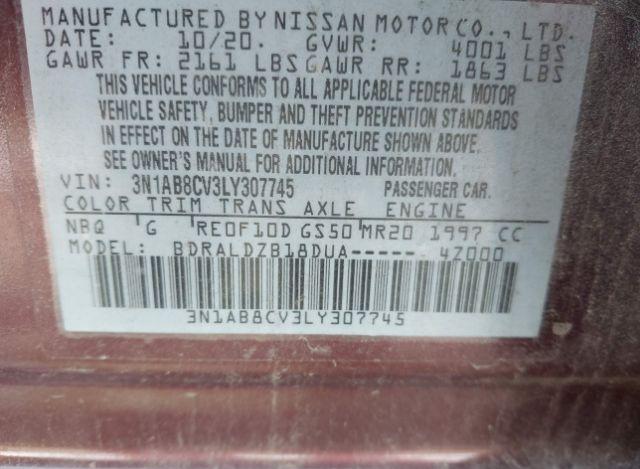 MANUFACTURED BY NISSAN MOTOR CO., LTD.
DATE: 10/20. GVWR: 4001 LBS
GAWR FR: 2161 LBS GAWR RR: 1863 LBS
THIS VEHICLE CONFORMS TO ALL APPLICABLE FEDERAL MOTOR
VEHICLE SAFETY, BUMPER AND THEFT PREVENTION STANDARDS
IN EFFECT ON THE DATE OF MANUFACTURE SHOWN ABOVE.
SEE OWNER'S MANUAL FOR ADDITIONAL INFORMATION.
VIN: 3N1AB8CV3LY307745 PASSENGER CAR.
COLOR TRIM TRANS AXLE ENGINE
NBQ G RE0F10D GS50 MR20 1997 CC
MODEL: BDRALDZB18DUA------ 4Z000
3N1AB8CV3LY307745